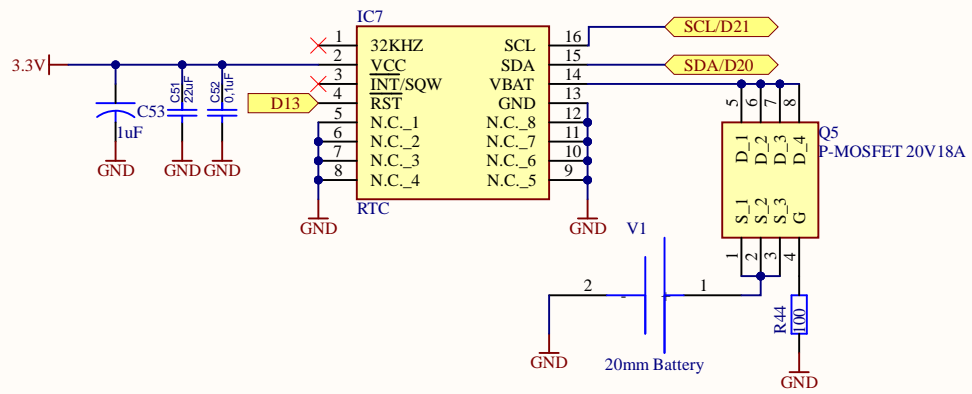 IC7
1
32KHZ
SCL
16
SCL/D21
3.3V
2
VCC
SDA
15
SDA/D20
3
INT/SQW
VBAT
14
D13
4
RST
GND
13
5
N.C._1
N.C._8
12
6
N.C._2
N.C._7
11
7
N.C._3
N.C._6
10
8
N.C._4
N.C._5
9
RTC
GND
GND
C53
1uF
GND
C51
22uF
GND
C52
0,1uF
GND
5
6
7
8
D_1
D_2
D_3
D_4
Q5
P-MOSFET 20V18A
S_1
S_2
S_3
G
1
2
3
4
V1
2
-
+
1
GND
20mm Battery
R44
100
GND